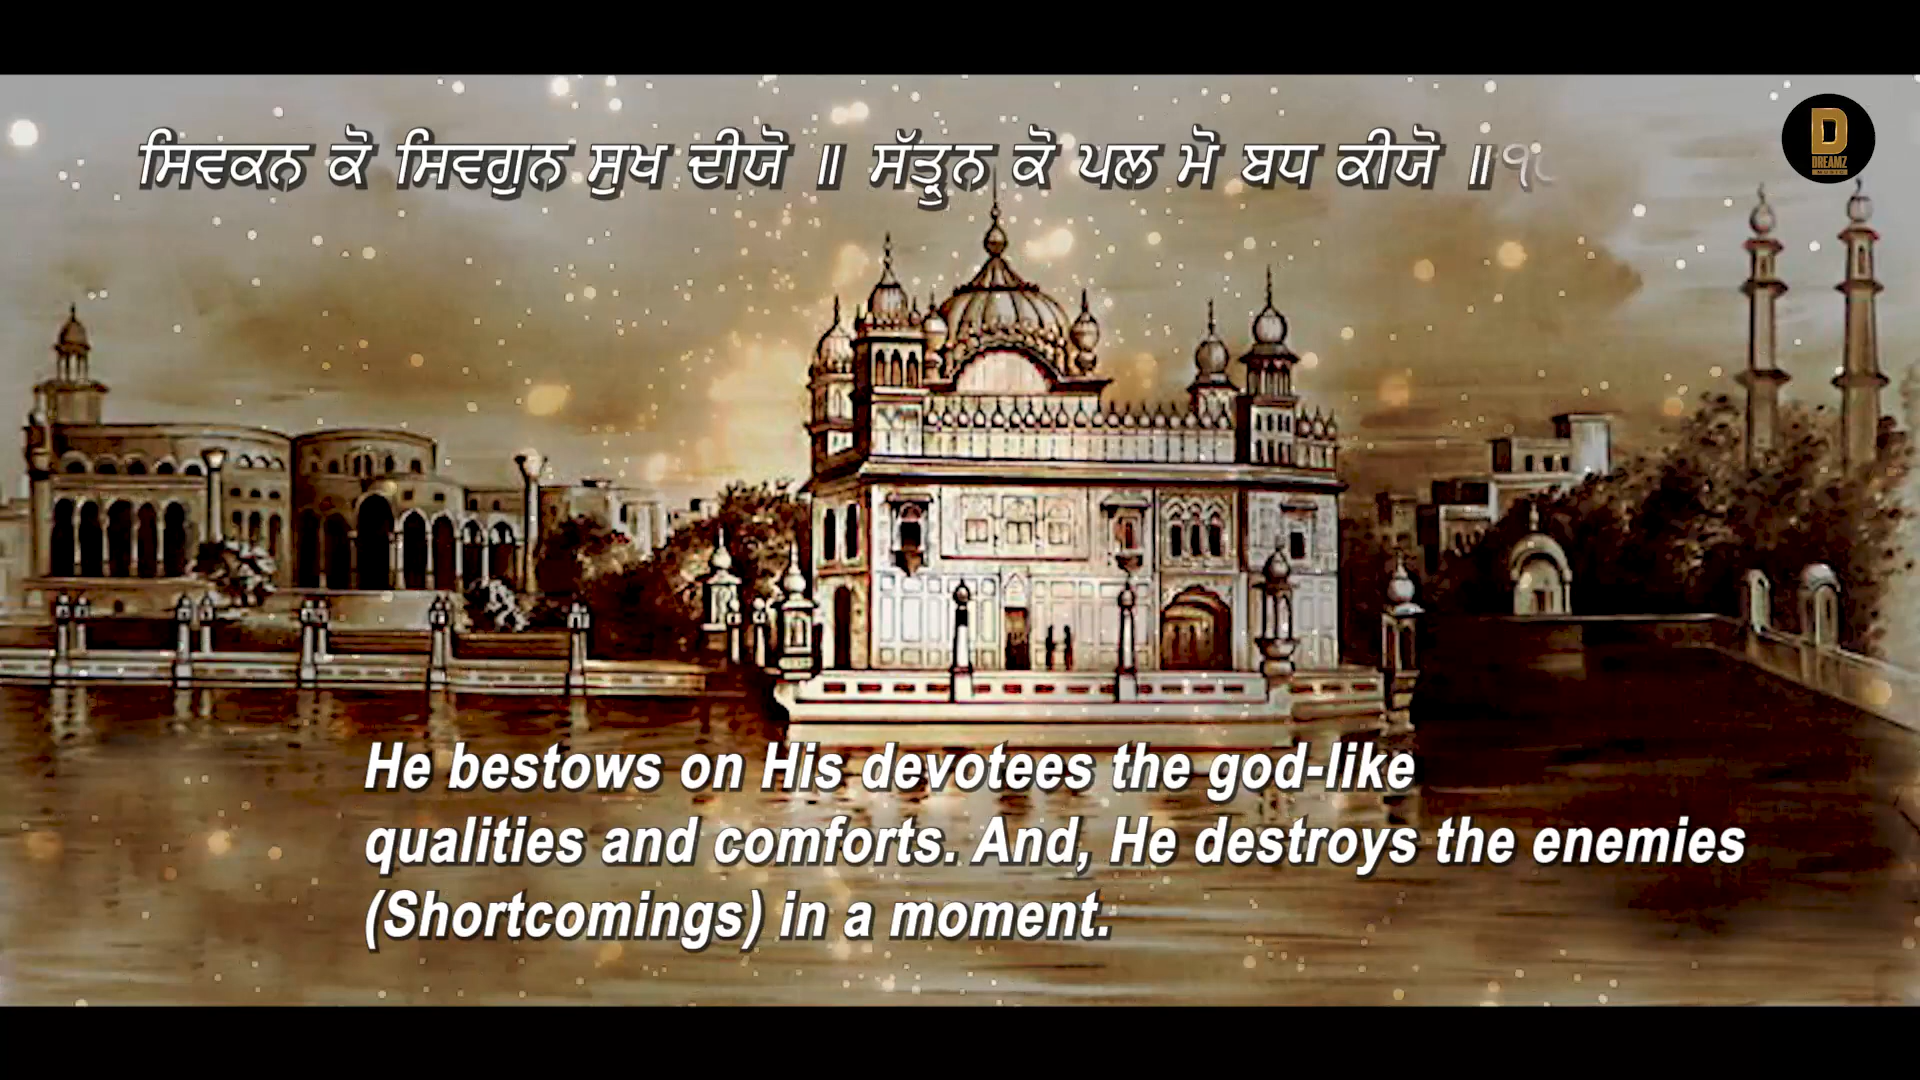 ਸਿਵਕਨ ਕੋ ਸਿਵਗੁਨ ਸੁਖ ਦੀਯੋ ॥ ਸੱਤ੍ਰੁਨ ਕੋ ਪਲ ਮੋ ਬਧ ਕੀਯੋ ॥
D
DREAMZ
MUSIC
He bestows on His devotees the god-like
qualities and comforts. And, He destroys the enemies
(Shortcomings) in a moment.